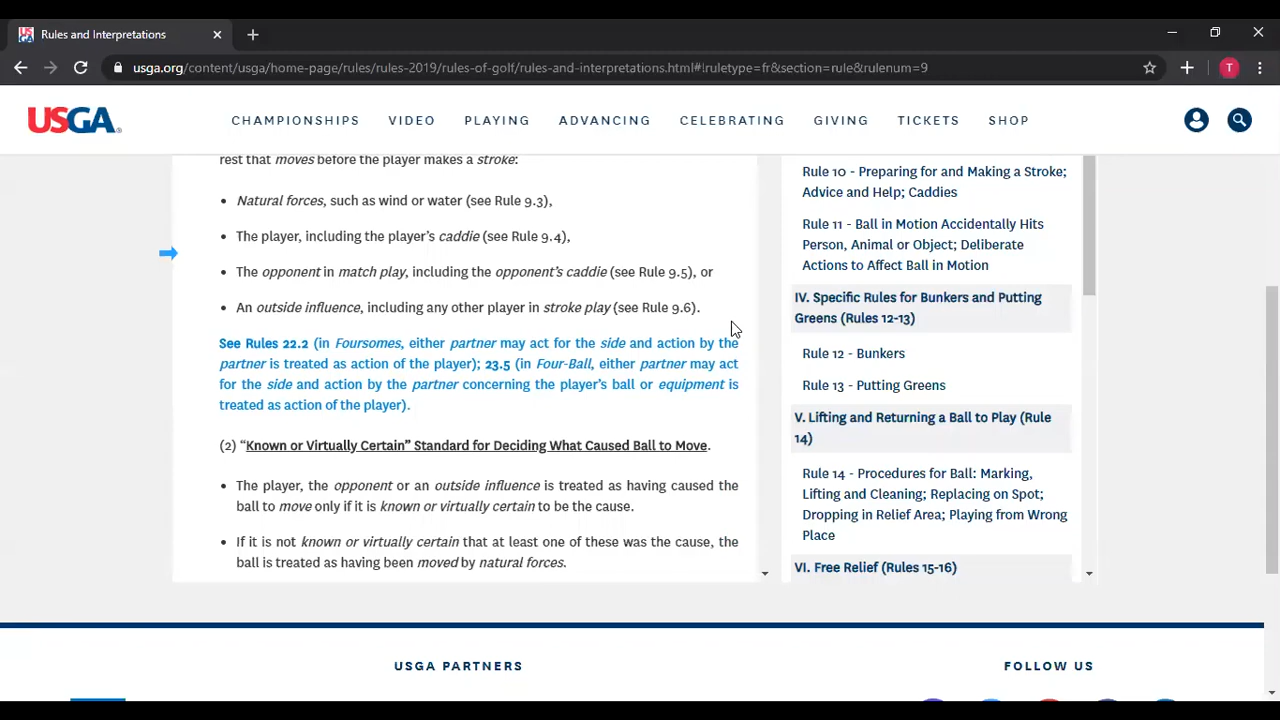 Rules and Interpretations
usga.org/content/usga/home-page/rules/rules-2019/rules-of-golf/rules-and-interpretations.html#!ruletype=fr&section=rule&rulenum=9
T
USGA
CHAMPIONSHIPS VIDEO PLAYING ADVANCING CELEBRATING GIVING TICKETS SHOP
rest that moves before the player makes a stroke:
• Natural forces, such as wind or water (see Rule 9.3),
• The player, including the player's caddie (see Rule 9.4),
• The opponent in match play, including the opponent's caddie (see Rule 9.5), or
• An outside influence, including any other player in stroke play (see Rule 9.6).
See Rules 22.2 (in Foursomes, either partner may act for the side and action by the
partner is treated as action of the player); 23.5 (in Four-Ball, either partner may act
for the side and action by the partner concerning the player's ball or equipment is
treated as action of the player).
(2) “Known or Virtually Certain” Standard for Deciding What Caused Ball to Move.
• The player, the opponent or an outside influence is treated as having caused the
ball to move only if it is known or virtually certain to be the cause.
• If it is not known or virtually certain that at least one of these was the cause, the
ball is treated as having been moved by natural forces.
Rule 10 - Preparing for and Making a Stroke;
Advice and Help; Caddies
Rule 11 - Ball in Motion Accidentally Hits
Person, Animal or Object; Deliberate
Actions to Affect Ball in Motion
IV. Specific Rules for Bunkers and Putting
Greens (Rules 12-13)
Rule 12 - Bunkers
Rule 13 - Putting Greens
V. Lifting and Returning a Ball to Play (Rule
14)
Rule 14 - Procedures for Ball: Marking,
Lifting and Cleaning; Replacing on Spot;
Dropping in Relief Area; Playing from Wrong
Place
VI. Free Relief (Rules 15-16)
USGA PARTNERS
FOLLOW US